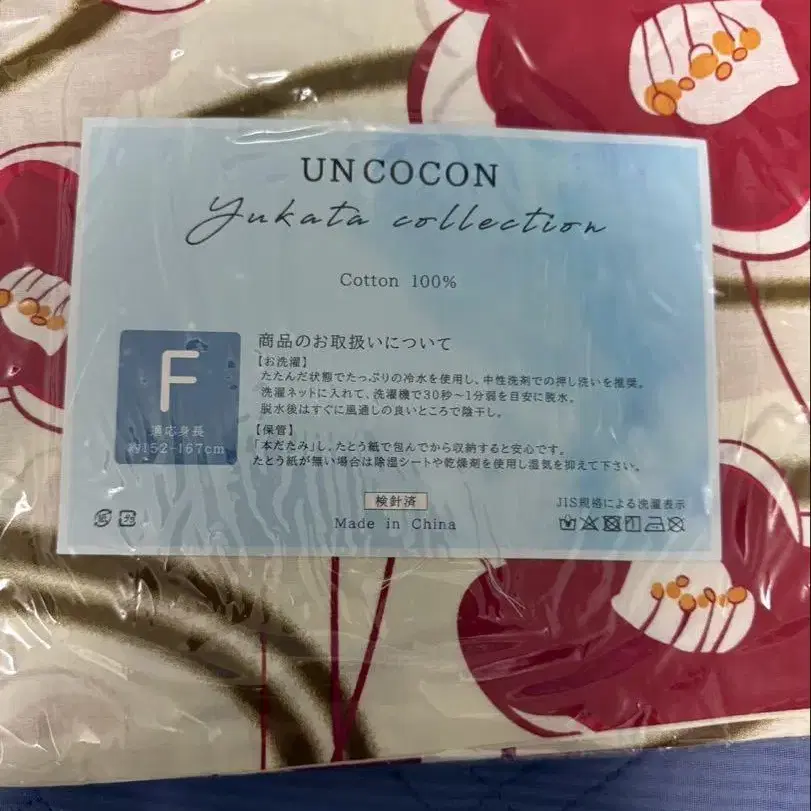 UNCOCON
Yukata collection
Cotton 100%
F
適応身長
約152-167cm
商品のお取扱いについて
【お洗濯】
たたんだ状態でたっぷりの冷水を使用し、中性洗剤での押し洗いを推奨。
洗濯ネットに入れて、洗濯機で30秒〜1分弱を目安に脱水。
脱水後はすぐに風通しの良いところで陰干し。
【保管】
「本だたみ」し、たとう紙で包んでから収納すると安心です。
たとう紙が無い場合は除湿シートや乾燥剤を使用し湿気を抑えて下さい。
検針済
Made in China
JIS規格による洗濯表示